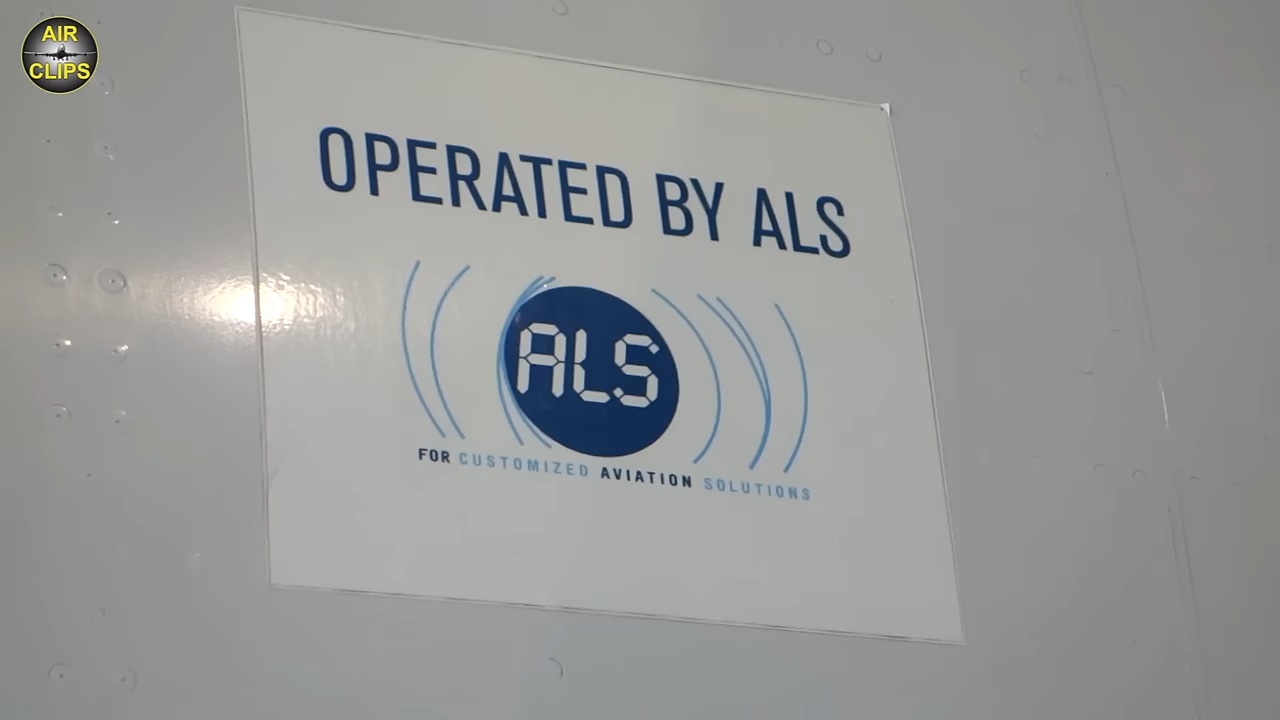 AIR
CLIPS
OPERATED BY ALS
ALS
FOR CUSTOMIZED AVIATION SOLUTIONS